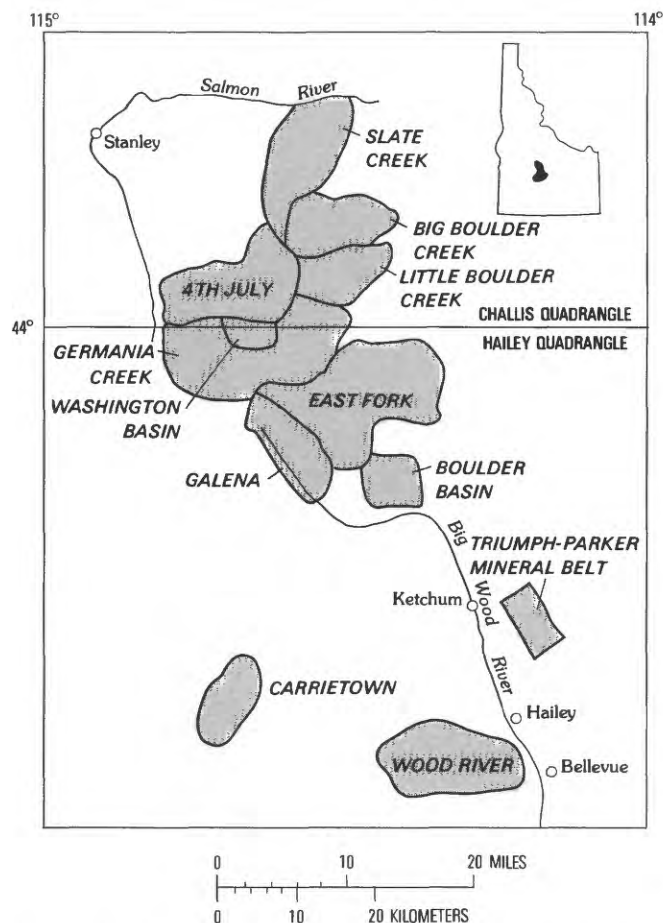 115°
114°
Salmon
River
Stanley
SLATE
CREEK
BIG BOULDER
CREEK
LITTLE BOULDER
CREEK
4TH JULY
CHALLIS QUADRANGLE
44°
HAILEY QUADRANGLE
GERMANIA
CREEK
WASHINGTON
BASIN
EAST FORK
GALENA
BOULDER
BASIN
Big
Wood
River
TRIUMPH-PARKER
MINERAL BELT
Ketchum
CARRIETOWN
Hailey
WOOD RIVER
Bellevue
0 10 20 MILES
0 10 20 KILOMETERS